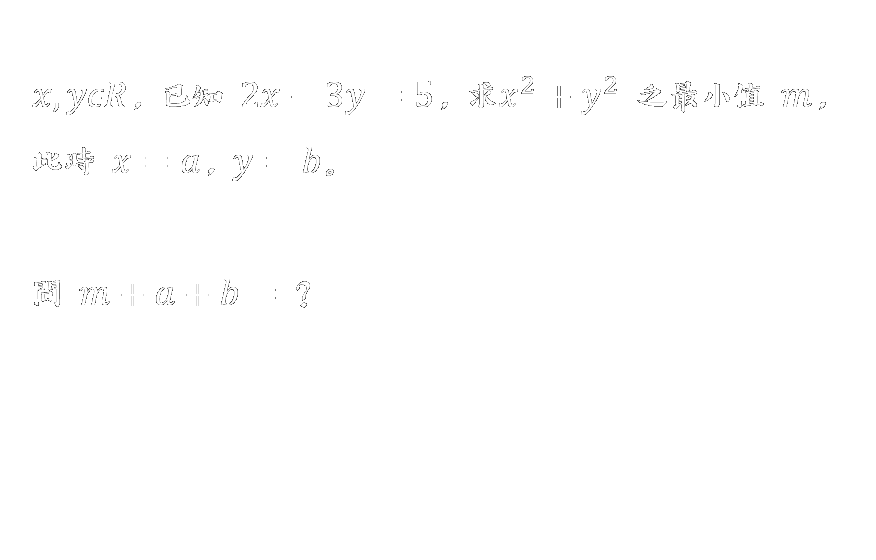 x, y∈R, 已知 2x - 3y = 5, 求x² + y² 之最小值 m,
此時 x = a, y = b。
問 m + a + b = ?